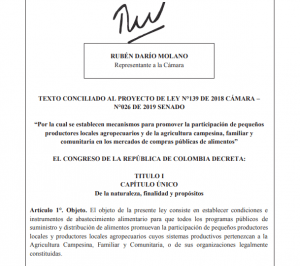 RUBÉN DARÍO MOLANO
Representante a la Cámara
TEXTO CONCILIADO AL PROYECTO DE LEY N°139 DE 2018 CÁMARA –
N°026 DE 2019 SENADO
“Por la cual se establecen mecanismos para promover la participación de pequeños
productores locales agropecuarios y de la agricultura campesina, familiar y
comunitaria en los mercados de compras públicas de alimentos”
EL CONGRESO DE LA REPÚBLICA DE COLOMBIA DECRETA:
TITULO I
CAPÍTULO ÚNICO
De la naturaleza, finalidad y propósitos
Artículo 1°. Objeto. El objeto de la presente ley consiste en establecer condiciones e
instrumentos de abastecimiento alimentario para que todos los programas públicos de
suministro y distribución de alimentos promuevan la participación de pequeños productores
locales y productores locales agropecuarios cuyos sistemas productivos pertenezcan a la
Agricultura Campesina, Familiar y Comunitaria, o de sus organizaciones legalmente
constituidas.